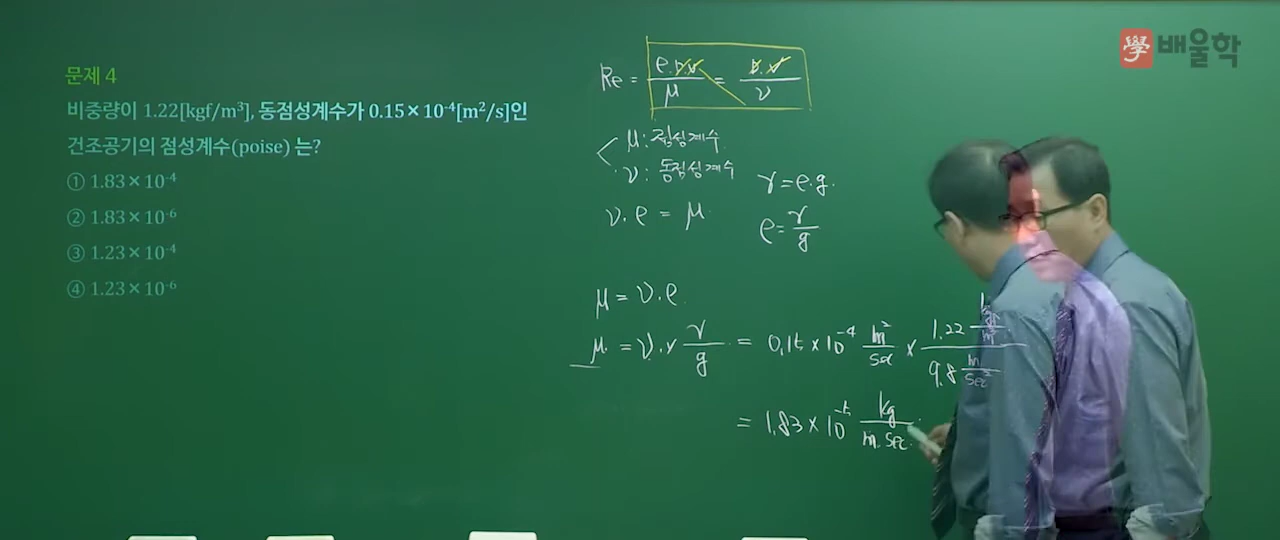 學 배울학
문제 4
비중량이 1.22[kgf/m³], 동점성계수가 0.15×10⁻⁴[m²/s]인
건조공기의 점성계수(poise) 는?
① 1.83×10⁻⁴
② 1.83×10⁻⁶
③ 1.23×10⁻⁴
④ 1.23×10⁻⁶
Re = ρ.D.v / μ = D.v / ν
μ: 점성계수
ν: 동점성계수
ν.ρ = μ.
γ = ρ.g.
ρ = γ/g
μ = ν.ρ.
μ. = ν.× γ/g = 0.15×10⁻⁴ m²/sec × 1.22 / 9.8 m/sec²
= 1.83×10⁻⁵ kg/m.sec.